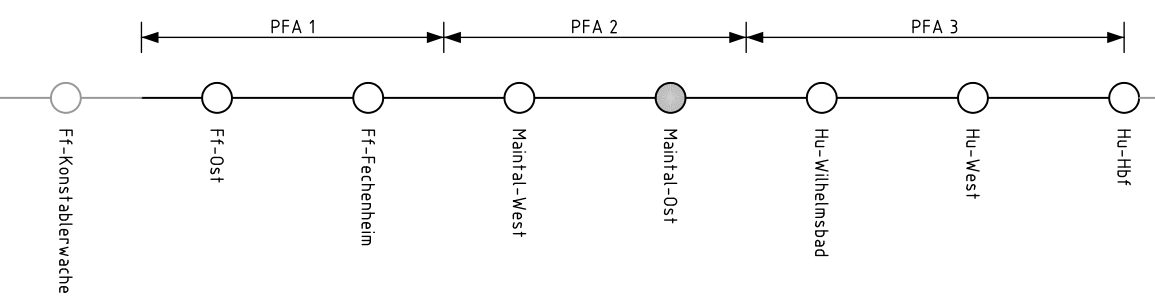 PFA 1
PFA 2
PFA 3
Ff-Konstablerwache
Ff-Ost
Ff-Fechenheim
Maintal-West
Maintal-Ost
Hu-Wilhelmsbad
Hu-West
Hu-Hbf